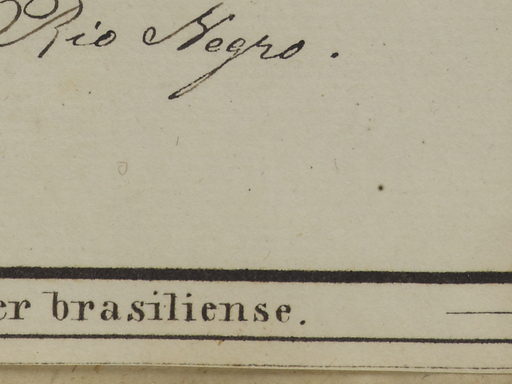 Rio Negro.
er brasiliense.